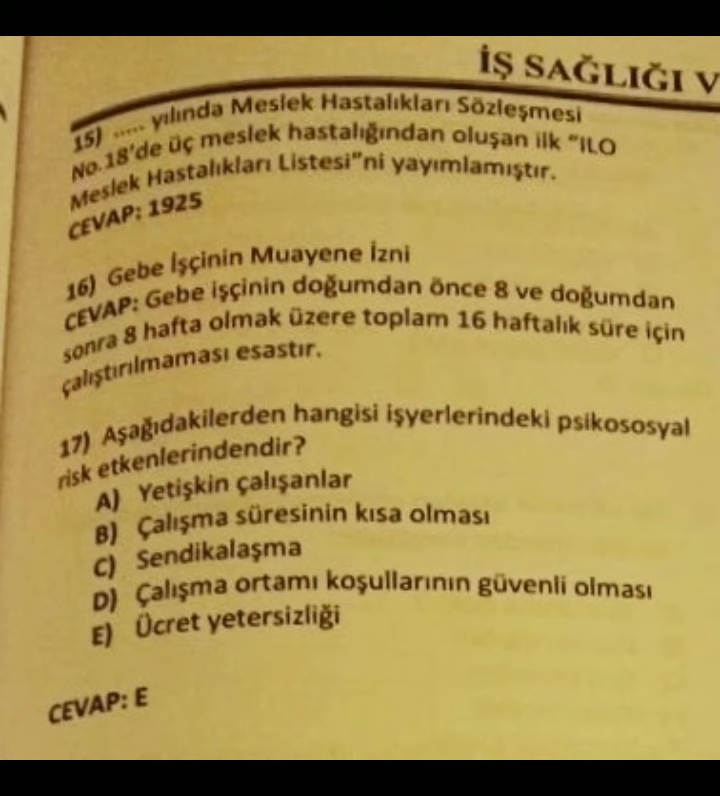 İŞ SAĞLIĞI V
15) ..... yılında Meslek Hastalıkları Sözleşmesi
No.18'de üç meslek hastalığından oluşan ilk "ILO
Meslek Hastalıkları Listesi"ni yayımlamıştır.
CEVAP: 1925
16) Gebe İşçinin Muayene İzni
CEVAP: Gebe işçinin doğumdan önce 8 ve doğumdan
sonra 8 hafta olmak üzere toplam 16 haftalık süre için
çalıştırılmaması esastır.
17) Aşağıdakilerden hangisi işyerlerindeki psikososyal
risk etkenlerindendir?
A) Yetişkin çalışanlar
B) Çalışma süresinin kısa olması
C) Sendikalaşma
D) Çalışma ortamı koşullarının güvenli olması
E) Ücret yetersizliği
CEVAP: E